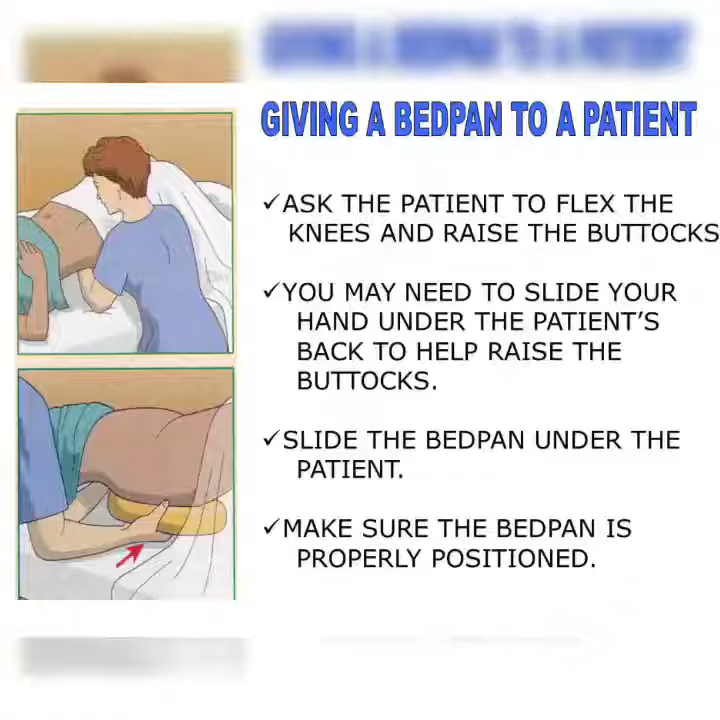 GIVING A BEDPAN TO A PATIENT
✓ASK THE PATIENT TO FLEX THE
KNEES AND RAISE THE BUTTOCKS
✓YOU MAY NEED TO SLIDE YOUR
HAND UNDER THE PATIENT'S
BACK TO HELP RAISE THE
BUTTOCKS.
✓SLIDE THE BEDPAN UNDER THE
PATIENT.
✓MAKE SURE THE BEDPAN IS
PROPERLY POSITIONED.